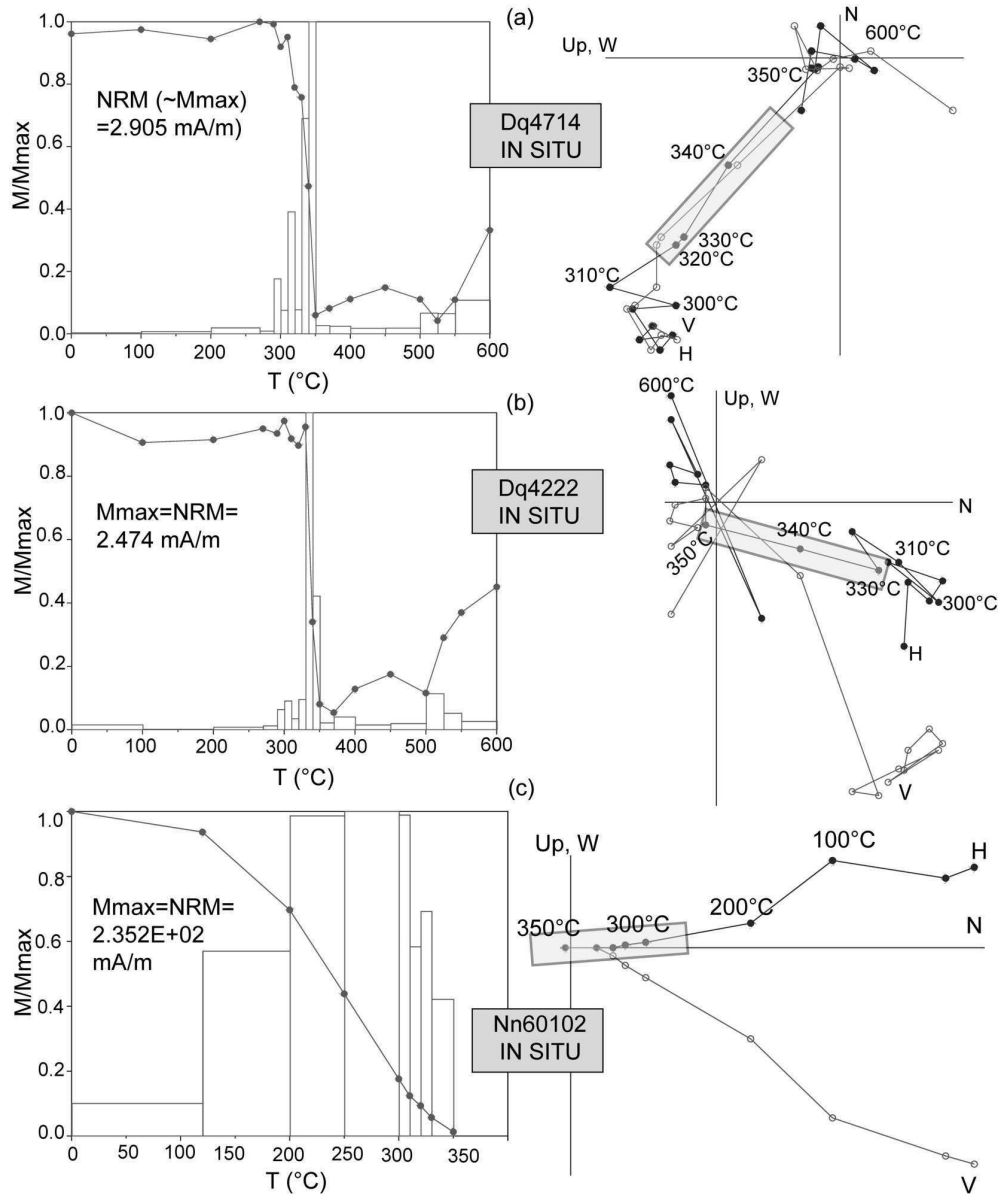 (a)
1.0
0.8
0.6
0.4
0.2
0.0
M/Mmax
NRM (~Mmax)
=2.905 mA/m)
0
100
200
300
400
500
600
T (°C)
Dq4714
IN SITU
N
Up, W
600°C
350°C
340°C
330°C
320°C
310°C
300°C
V
H
(b)
1.0
0.8
0.6
0.4
0.2
0.0
M/Mmax
Mmax=NRM=
2.474 mA/m
0
100
200
300
400
500
600
T (°C)
Dq4222
IN SITU
600°C
Up, W
N
350°C
340°C
310°C
330°C
300°C
H
V
(c)
1.0
0.8
0.6
0.4
0.2
0.0
M/Mmax
Mmax=NRM=
2.352E+02
mA/m
0
50
100
150
200
250
300
350
T (°C)
Nn60102
IN SITU
Up, W
100°C
H
200°C
N
350°C
300°C
V